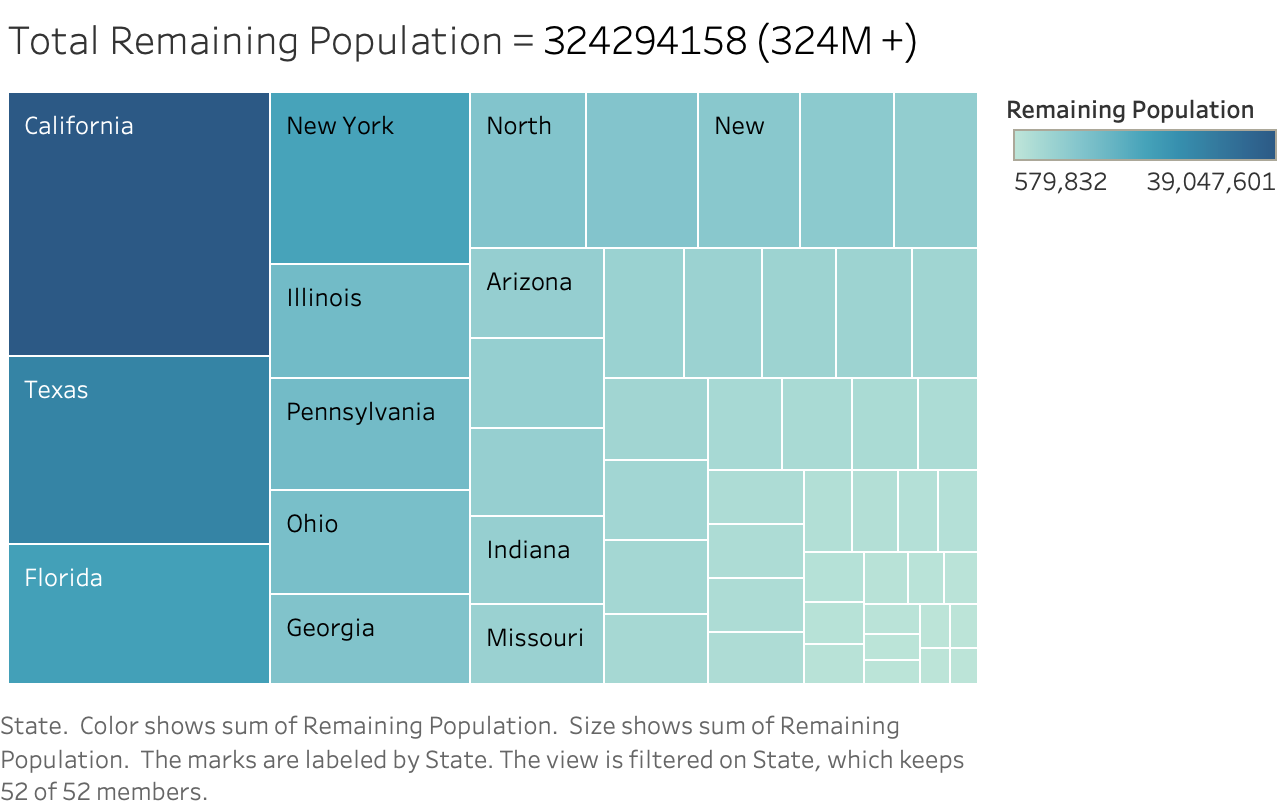 Total Remaining Population = 324294158 (324M +)
California
New York
North
New
Remaining Population
579,832 39,047,601
Illinois
Arizona
Texas
Pennsylvania
Ohio
Indiana
Florida
Georgia
Missouri
State. Color shows sum of Remaining Population. Size shows sum of Remaining
Population. The marks are labeled by State. The view is filtered on State, which keeps
52 of 52 members.